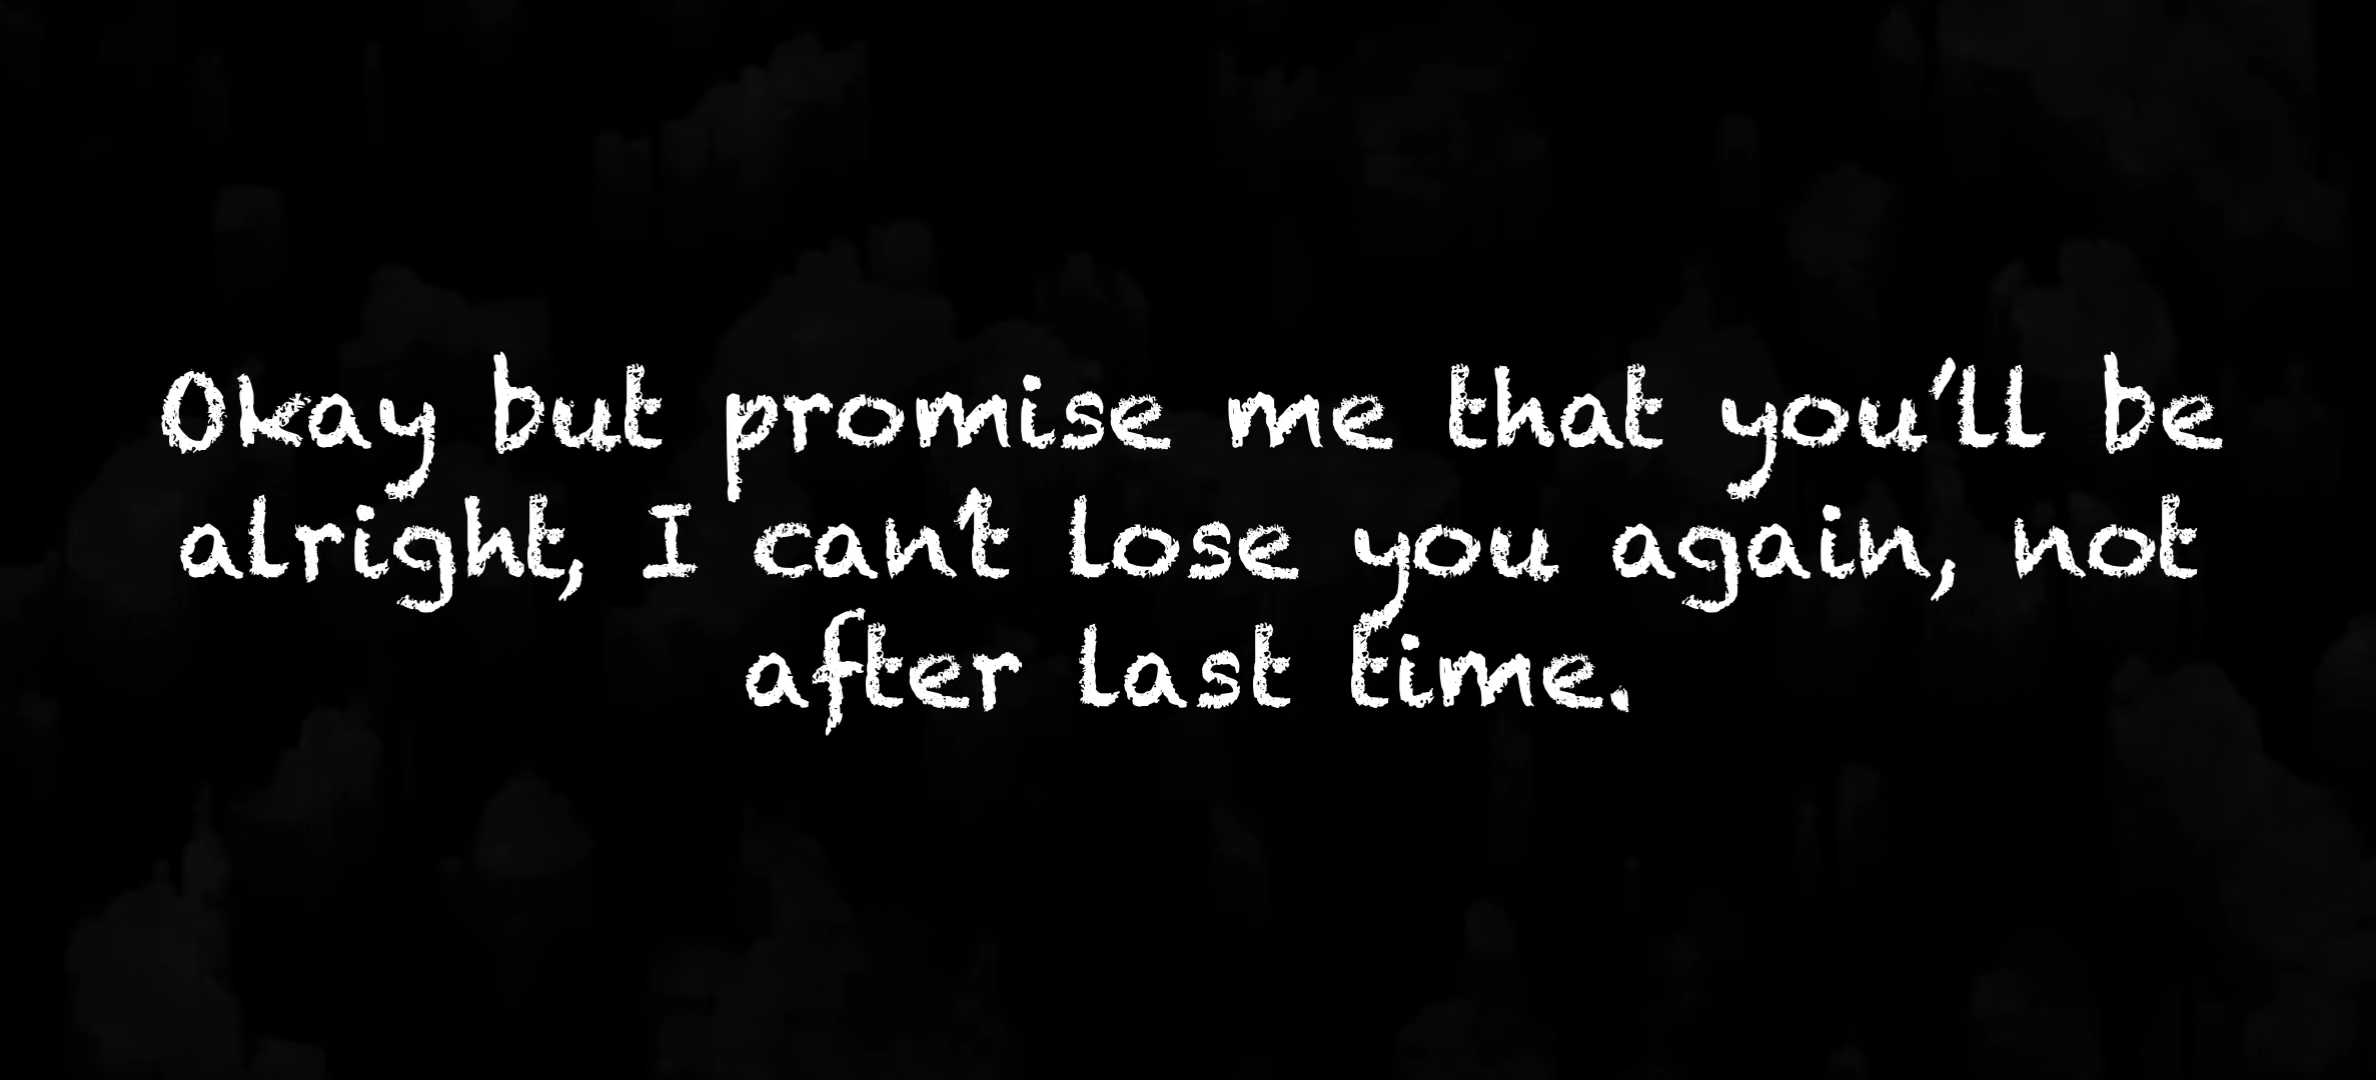 Okay but promise me that you'll be
alright, I can't lose you again, not
after last time.